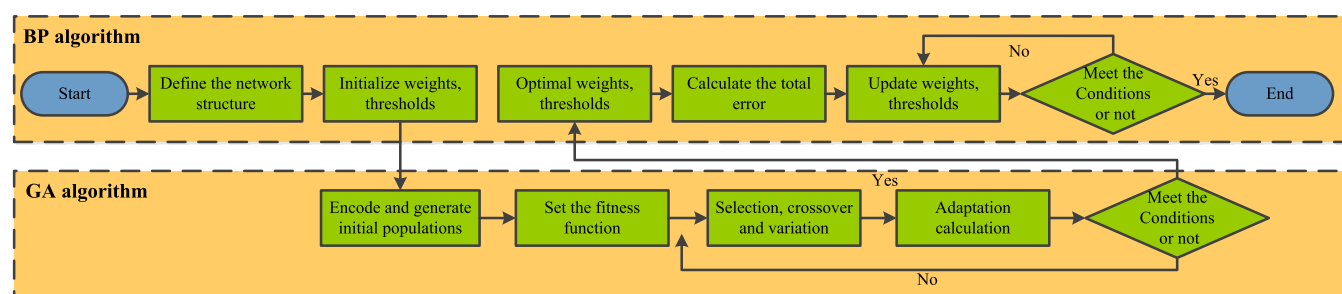 BP algorithm
Start
Define the network
structure
Initialize weights,
thresholds
Optimal weights,
thresholds
Calculate the total
error
Update weights,
thresholds
No
Meet the
Conditions
or not
Yes
End
GA algorithm
Encode and generate
initial populations
Set the fitness
function
Selection, crossover
and variation
Yes
Adaptation
calculation
Meet the
Conditions
or not
No